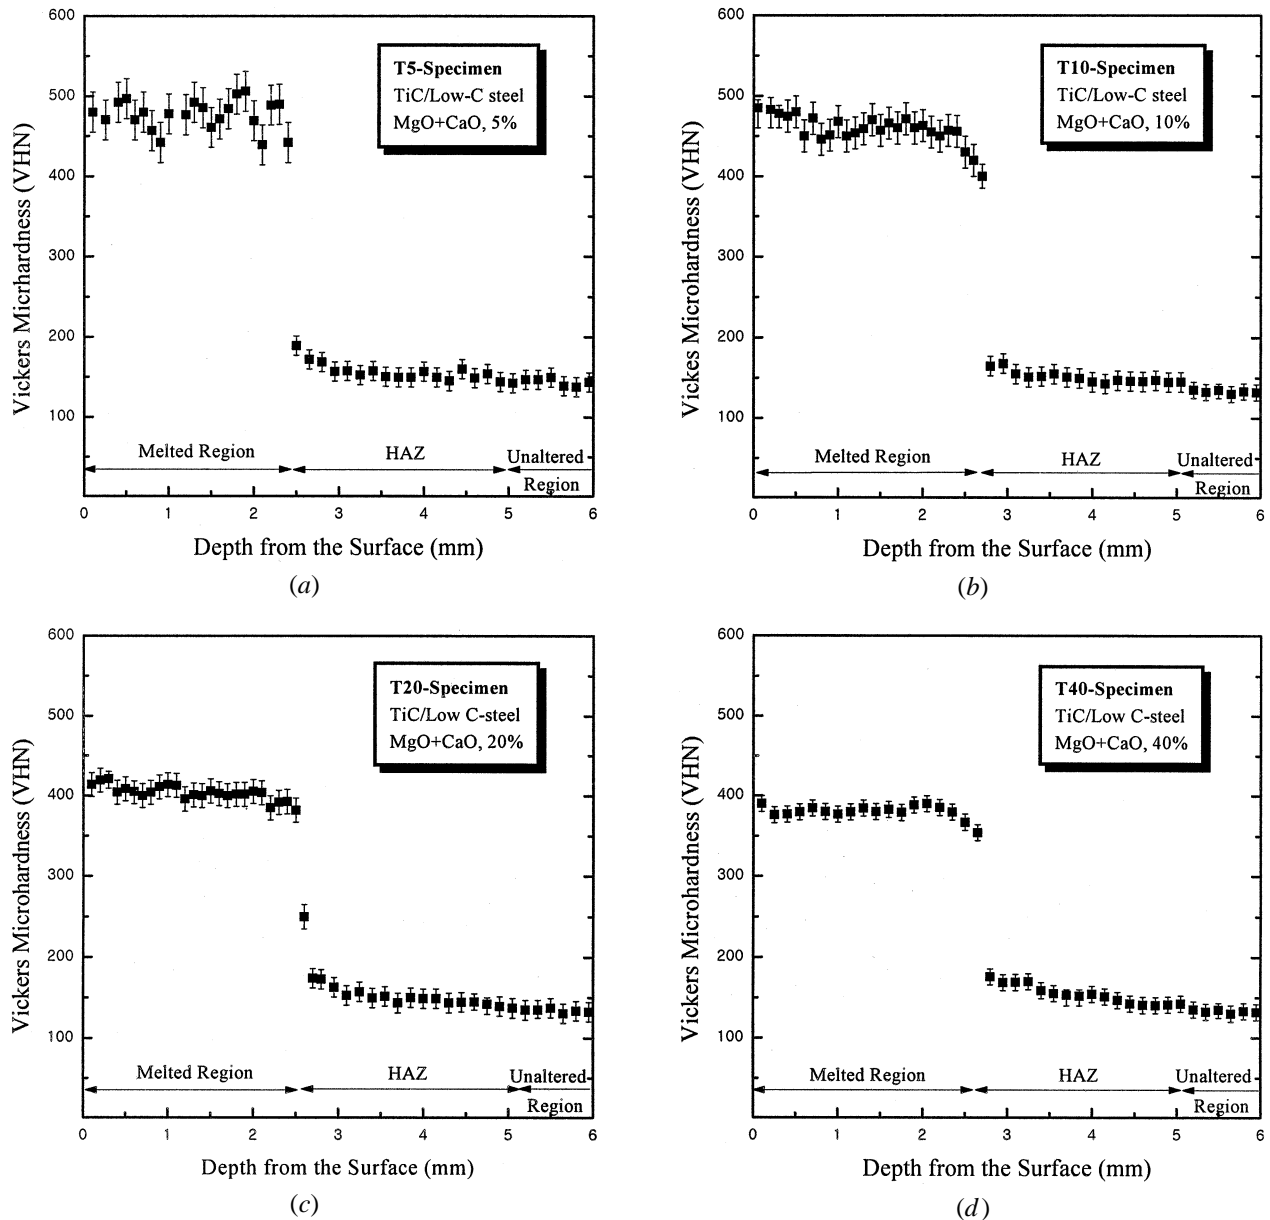 600
500
400
300
200
100
0 1 2 3 4 5 6
Vickers Micrhardness (VHN)
T5-Specimen
TiC/Low-C steel
MgO+CaO, 5%
Melted Region
HAZ
Unaltered
Region
Depth from the Surface (mm)
(a)
600
500
400
300
200
100
0 1 2 3 4 5 6
Vickes Microhardness (VHN)
T10-Specimen
TiC/Low-C steel
MgO+CaO, 10%
Melted Region
HAZ
Unaltered
Region
Depth from the Surface (mm)
(b)
600
500
400
300
200
100
0 1 2 3 4 5 6
Vickers Microhardness (VHN)
T20-Specimen
TiC/Low C-steel
MgO+CaO, 20%
Melted Region
HAZ
Unaltered
Region
Depth from the Surface (mm)
(c)
600
500
400
300
200
100
0 1 2 3 4 5 6
Vickers Microhardness (VHN)
T40-Specimen
TiC/Low C-steel
MgO+CaO, 40%
Melted Region
HAZ
Unaltered
Region
Depth from the Surface (mm)
(d)